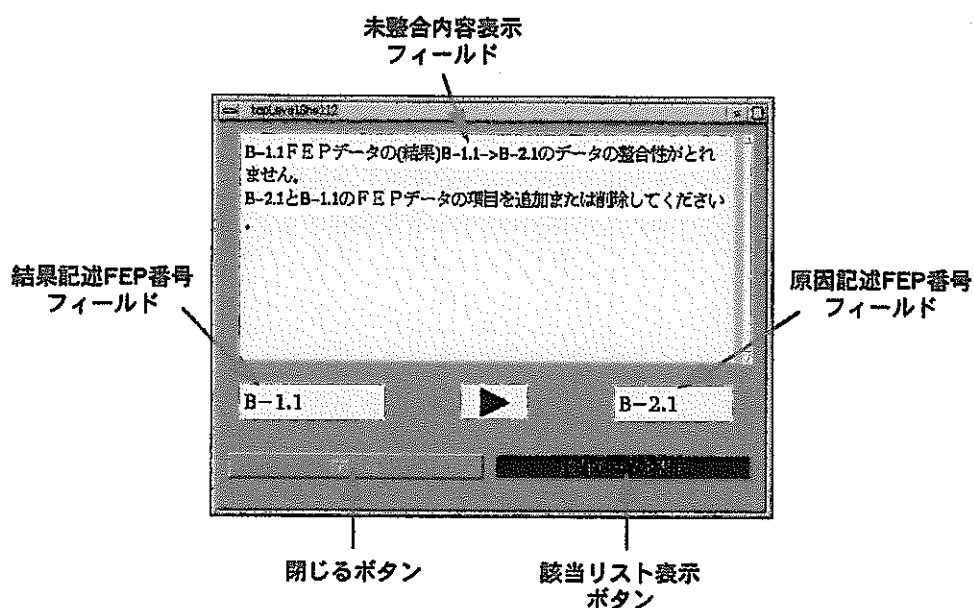 未整合内容表示
フィールド
topLevelShell2
B-1.1ＦＥＰデータの(結果)B-1.1->B-2.1のデータの整合性がとれ
ません。
B-2.1とB-1.1のＦＥＰデータの項目を追加または削除してください
.
結果記述FEP番号
フィールド
原因記述FEP番号
フィールド
B-1.1
B-2.1
閉じるボタン
該当リスト表示
ボタン